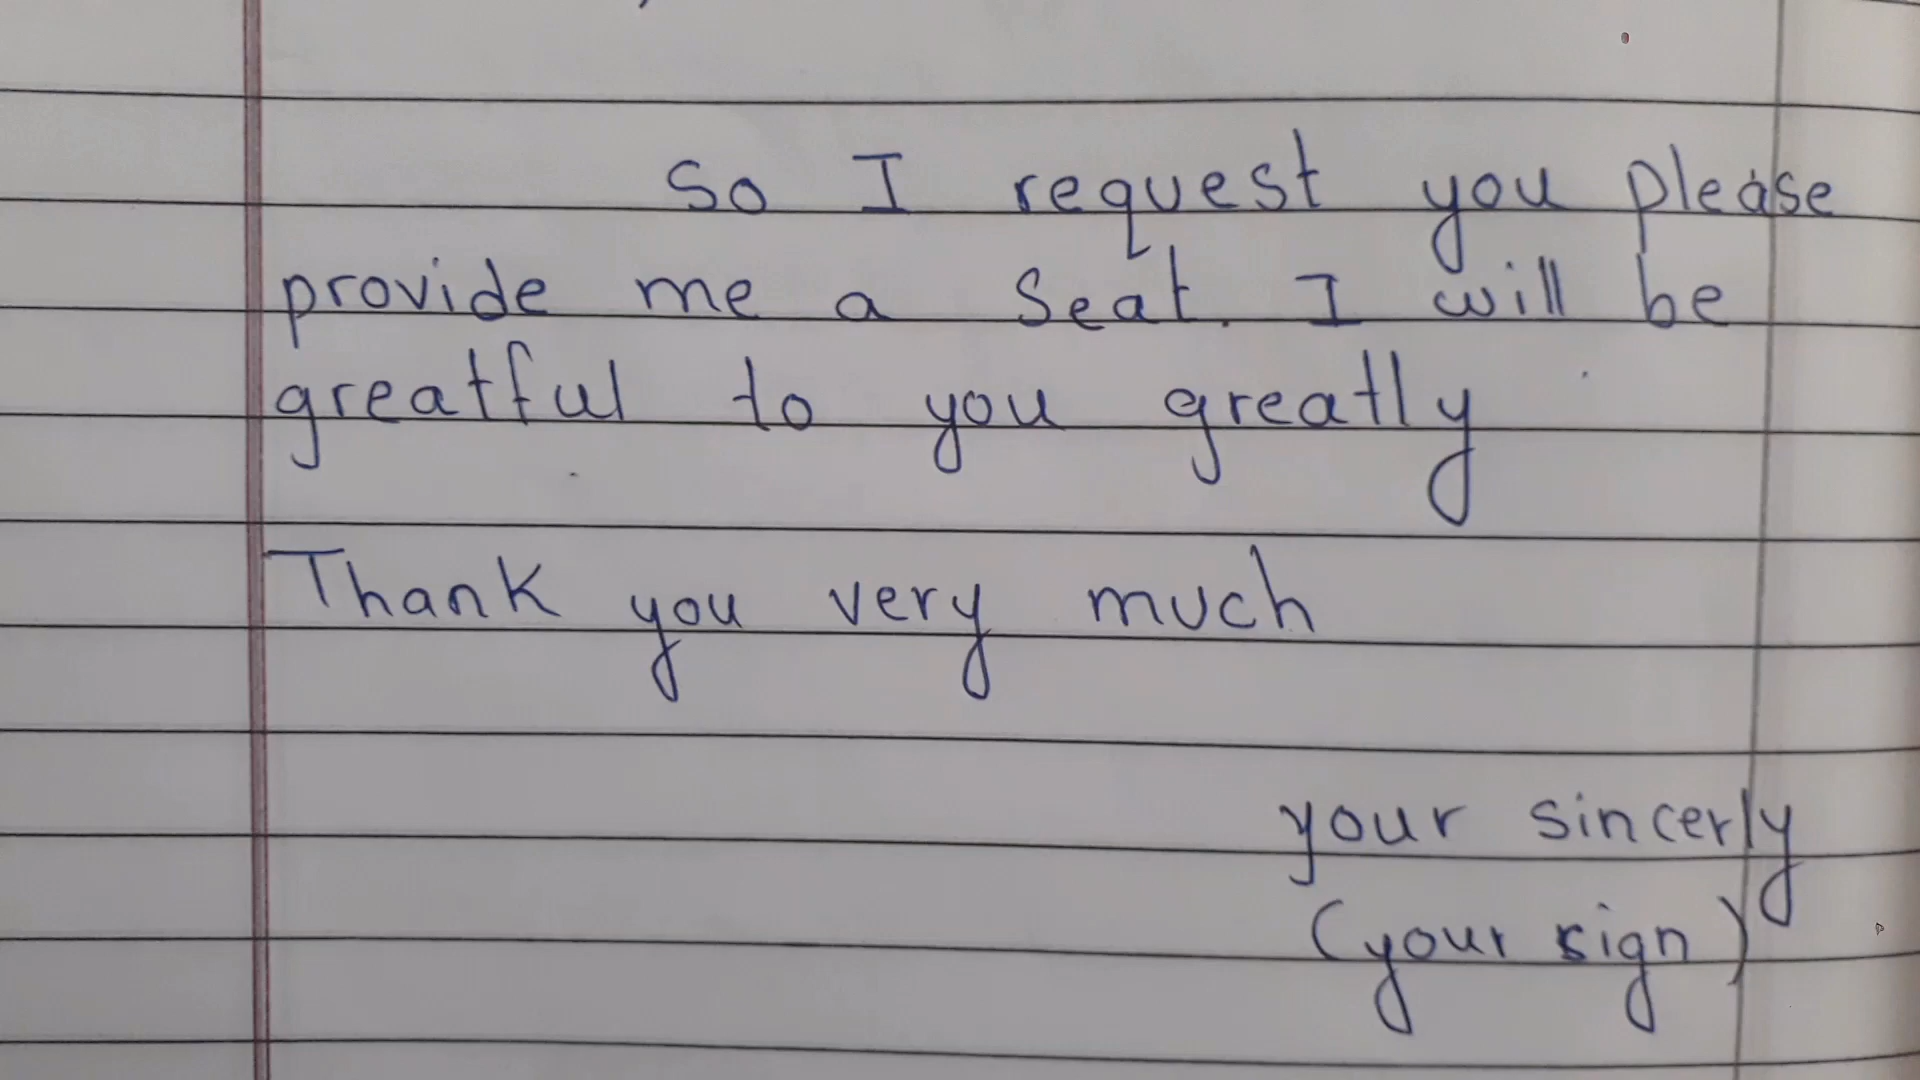 So I request you please
provide me a Seat. I will be
greatful to you greatly
Thank you very much
your sincerly
(your sign)